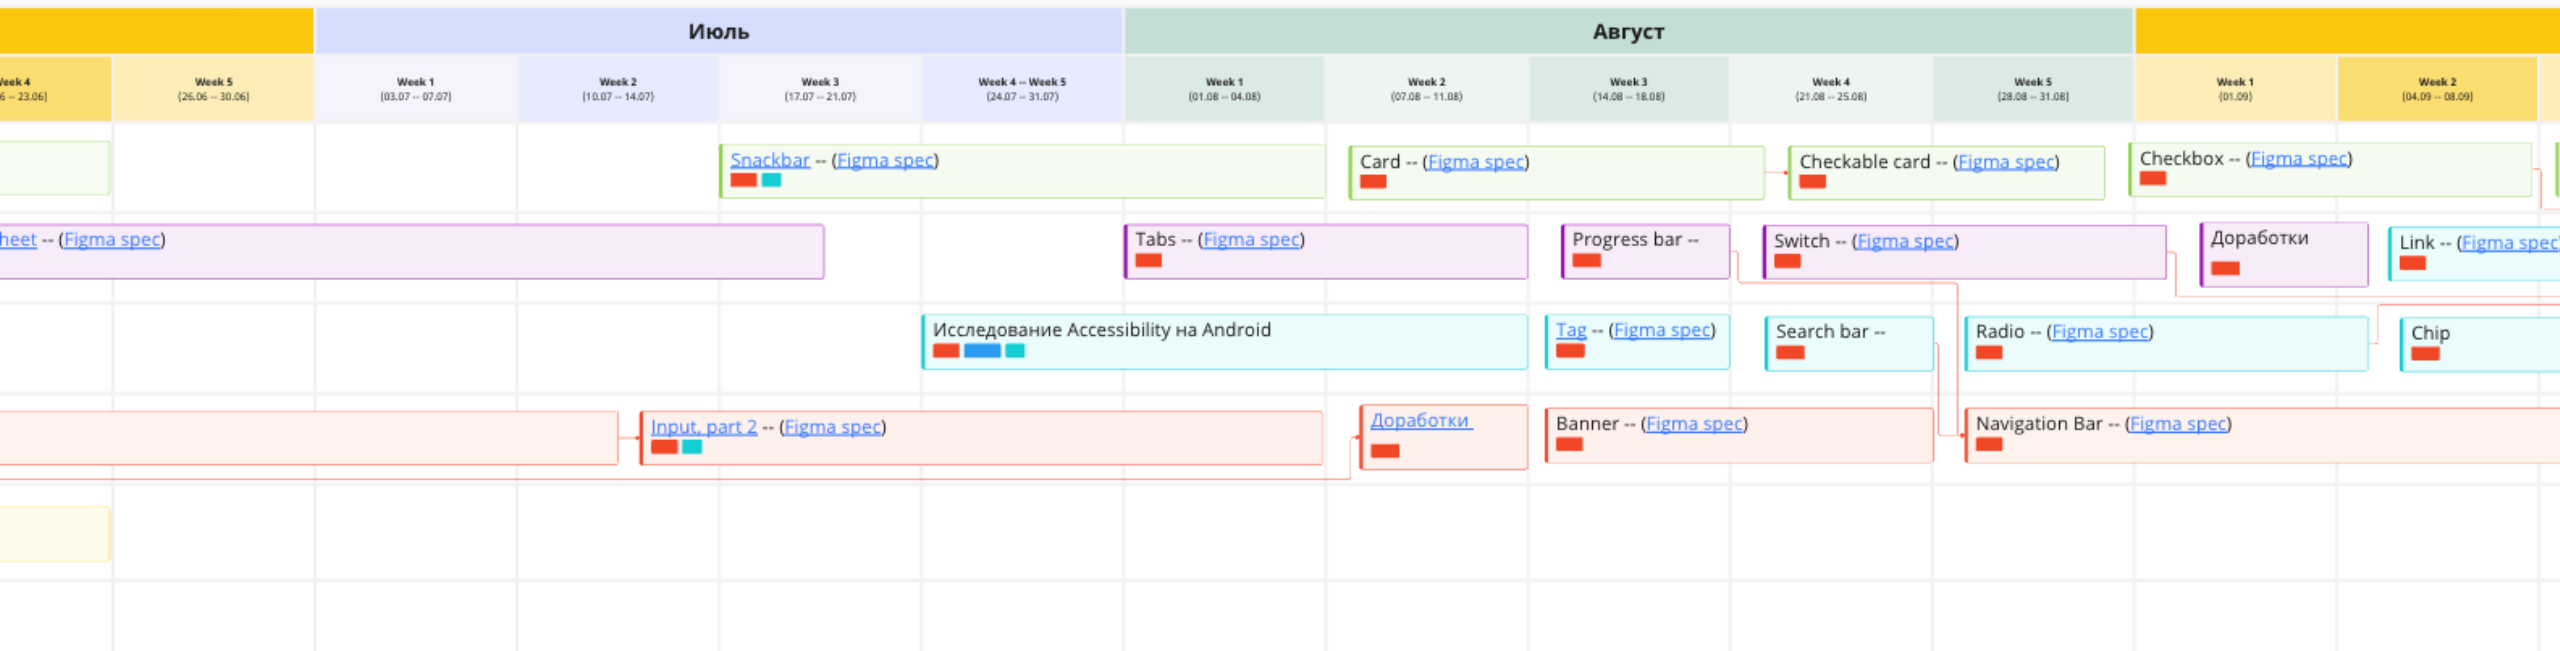 Июль
Август
Week 4
Week 5
Week 1
Week 2
Week 3
Week 4 -- Week 5
Week 1
Week 2
Week 3
Week 4
Week 5
Week 1
Week 2
6 -- 23.06)
(26.06 -- 30.06)
(03.07 -- 07.07)
(10.07 -- 14.07)
(17.07 -- 21.07)
(24.07 -- 31.07)
(01.08 -- 04.08)
(07.08 -- 11.08)
(14.08 -- 18.08)
(21.08 -- 25.08)
(28.08 -- 31.08)
(01.09)
(04.09 -- 08.09)
Snackbar -- (Figma spec)
Card -- (Figma spec)
Checkable card -- (Figma spec)
Checkbox -- (Figma spec)
heet -- (Figma spec)
Tabs -- (Figma spec)
Progress bar --
Switch -- (Figma spec)
Доработки
Link -- (Figma spec)
Исследование Accessibility на Android
Tag -- (Figma spec)
Search bar --
Radio -- (Figma spec)
Chip
Input, part 2 -- (Figma spec)
Доработки
Banner -- (Figma spec)
Navigation Bar -- (Figma spec)